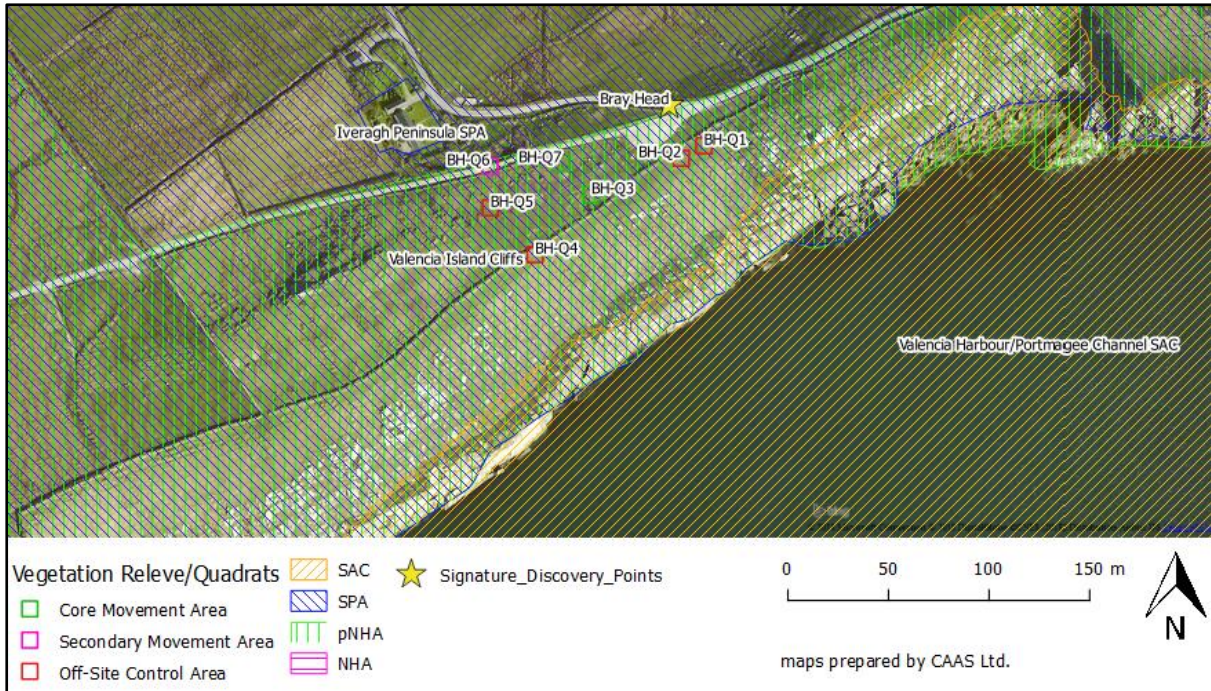 Bray Head
Iveragh Peninsula SPA
BH-Q1
BH-Q2
BH-Q6
BH-Q7
BH-Q3
BH-Q5
BH-Q4
Valencia Island Cliffs
Valencia Harbour/Portmagee Channel SAC
bing
Vegetation Releve/Quadrats
Core Movement Area
Secondary Movement Area
Off-Site Control Area
SAC
SPA
pNHA
NHA
Signature_Discovery_Points
0 50 100 150 m
maps prepared by CAAS Ltd.
N